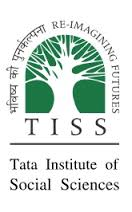 भविष्य की पुनर्कल्पना
RE-IMAGINING FUTURES
TISS
Tata Institute of
Social Sciences